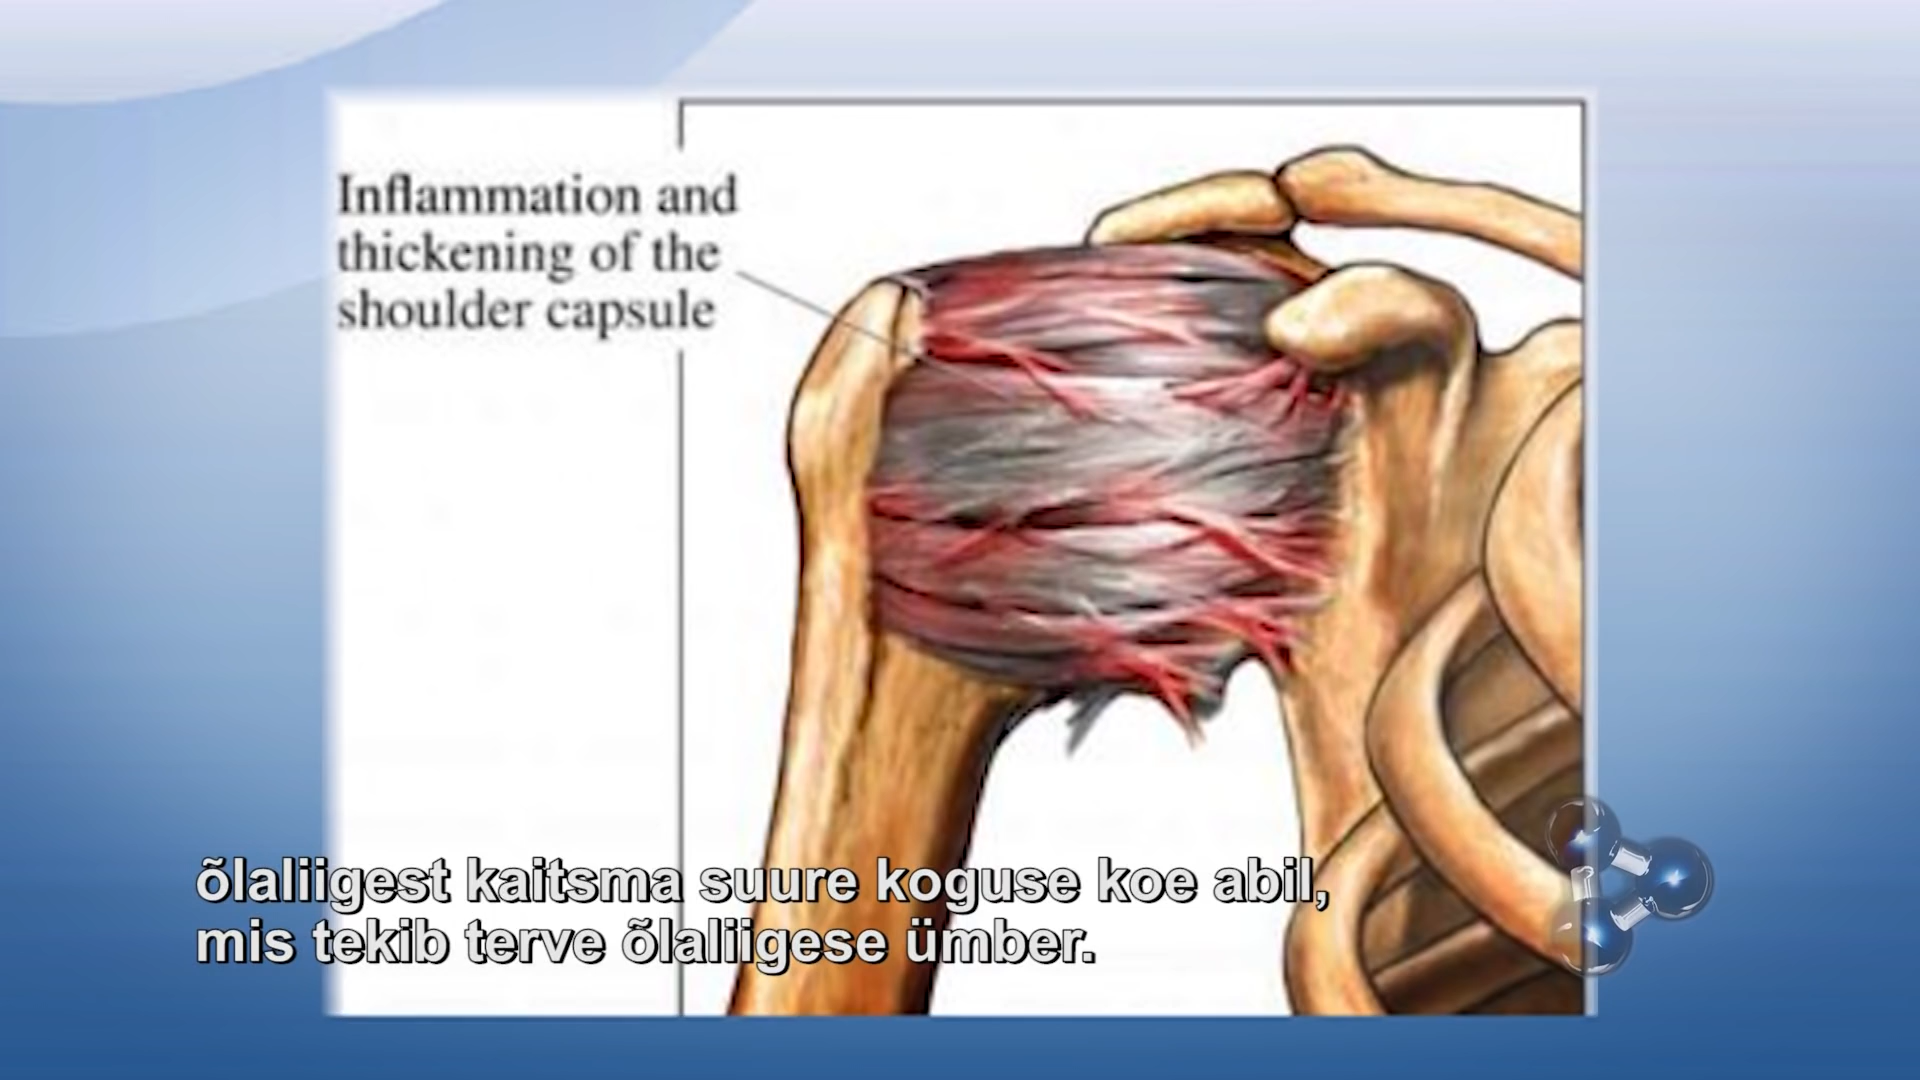 Inflammation and
thickening of the
shoulder capsule
õlaliigest kaitsma suure koguse koe abil,
mis tekib terve õlaliigese ümber.